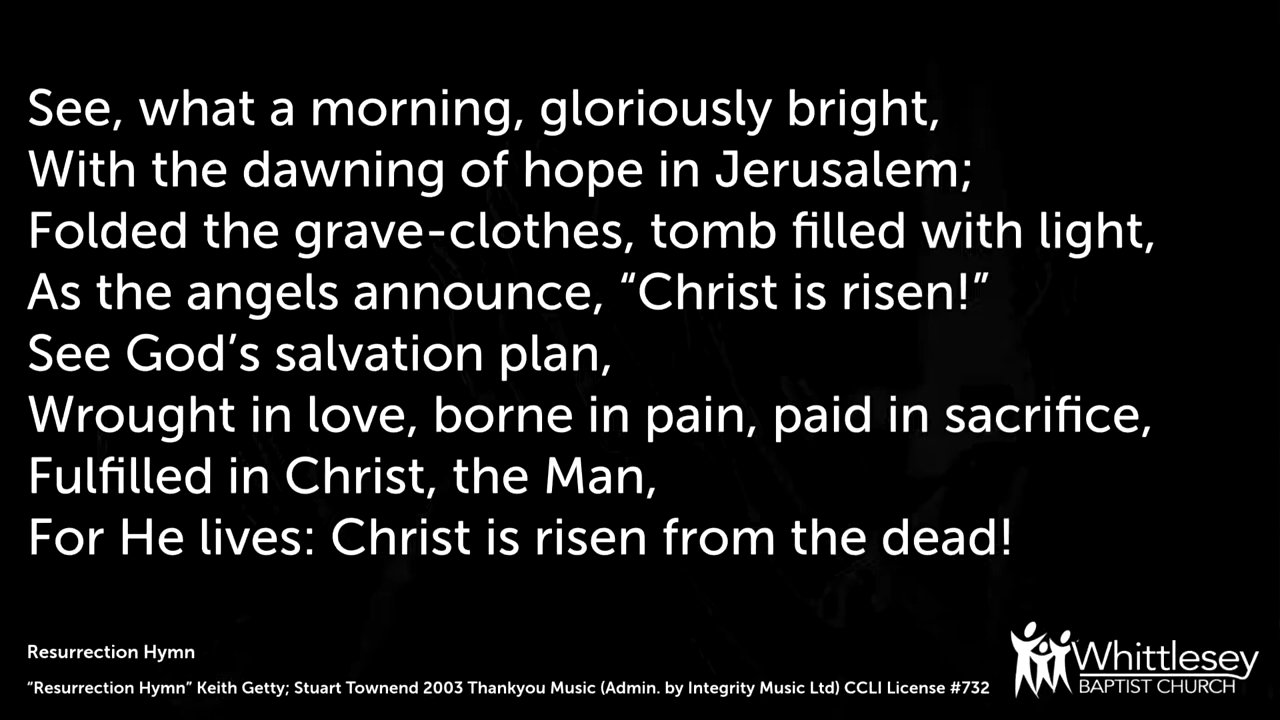 See, what a morning, gloriously bright,
With the dawning of hope in Jerusalem;
Folded the grave-clothes, tomb filled with light,
As the angels announce, “Christ is risen!”
See God’s salvation plan,
Wrought in love, borne in pain, paid in sacrifice,
Fulfilled in Christ, the Man,
For He lives: Christ is risen from the dead!
Resurrection Hymn
“Resurrection Hymn” Keith Getty; Stuart Townend 2003 Thankyou Music (Admin. by Integrity Music Ltd) CCLI License #732
Whittlesey
BAPTIST CHURCH